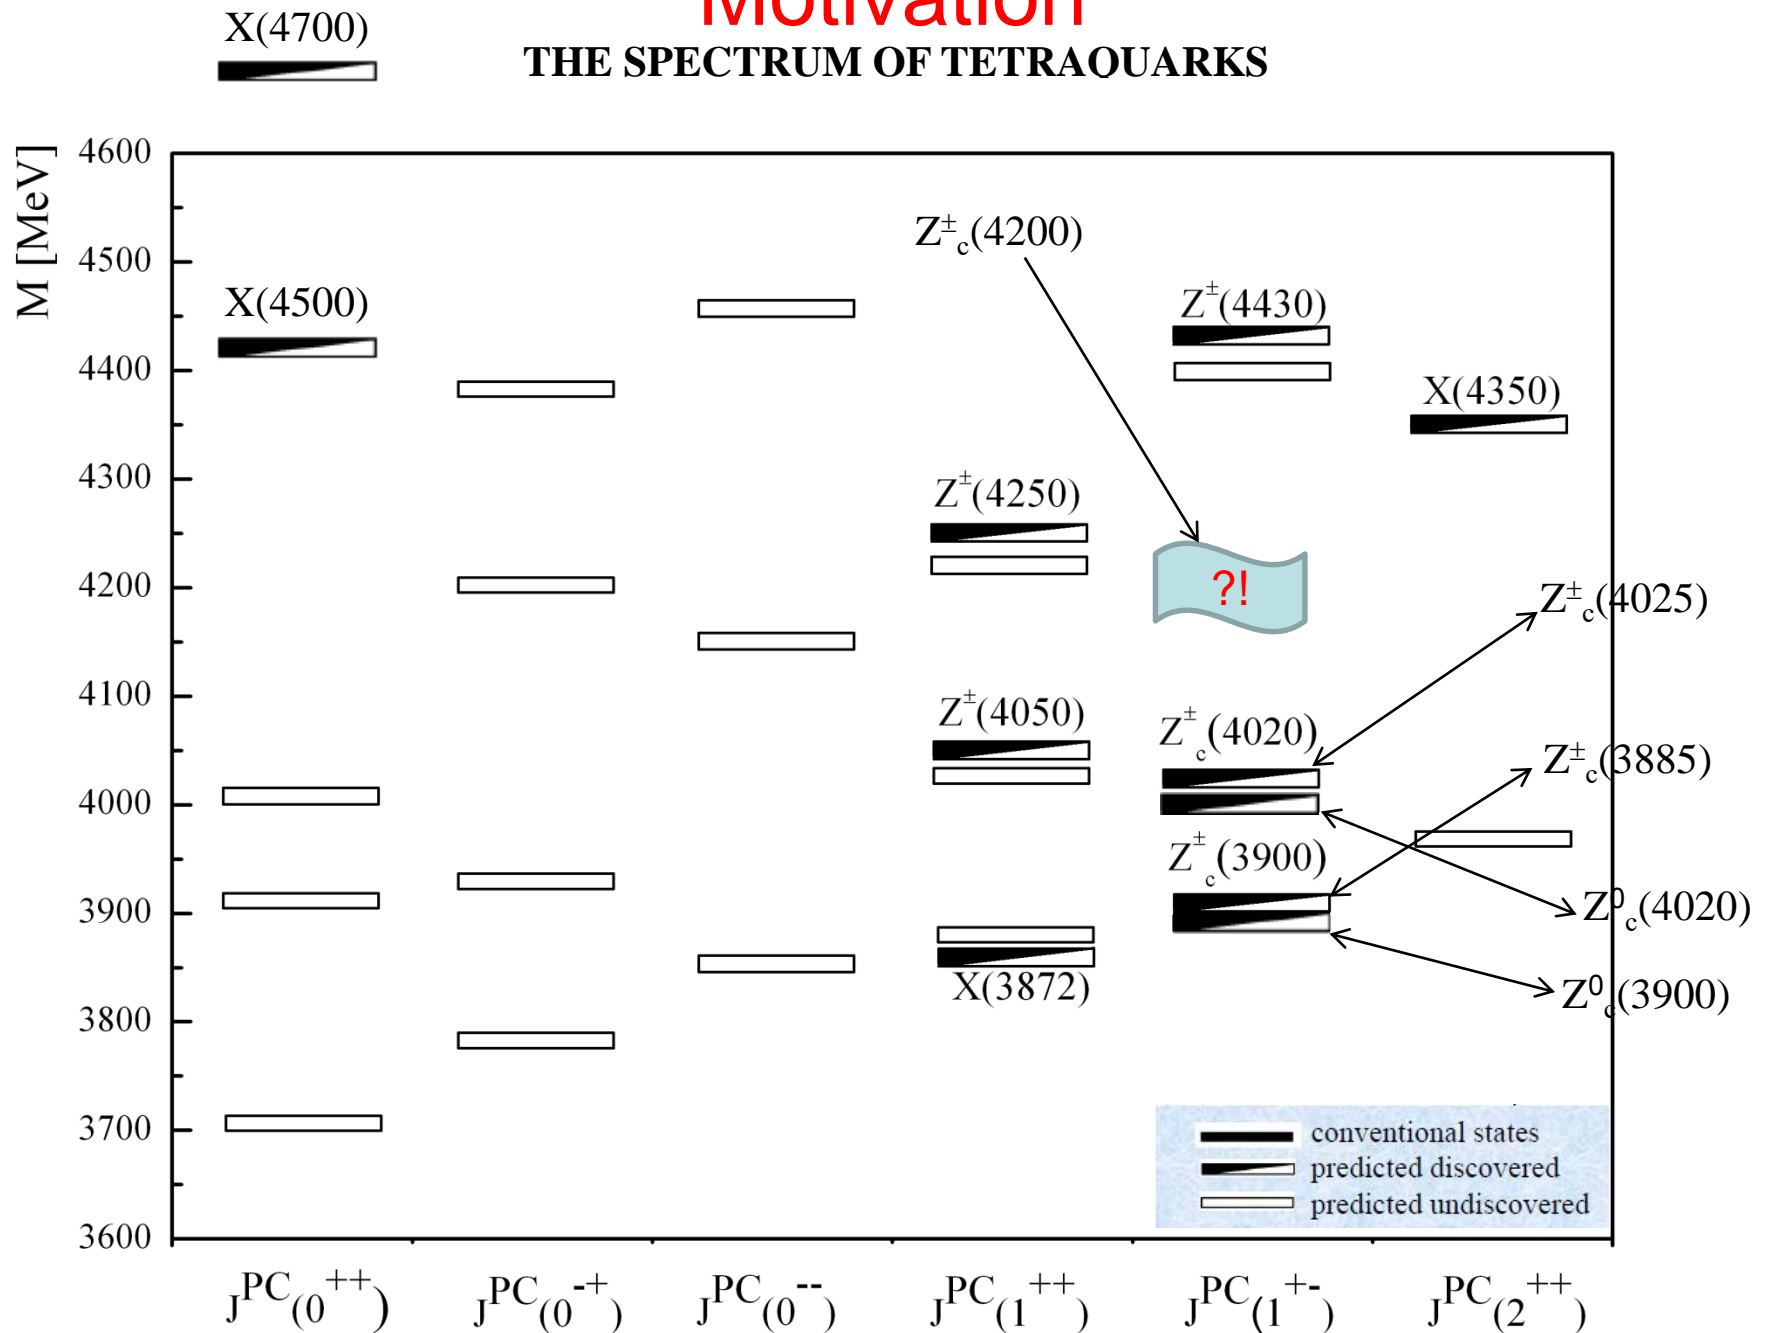 Motivation
X(4700)
THE SPECTRUM OF TETRAQUARKS
M [MeV]
4600
4500
4400
4300
4200
4100
4000
3900
3800
3700
3600
X(4500)
Z±c(4200)
Z±(4430)
X(4350)
Z±(4250)
?!
Z±c(4025)
Z±(4050)
Z±c(4020)
Z±c(3885)
Z±c(3900)
Z0c(4020)
X(3872)
Z0c(3900)
conventional states
predicted discovered
predicted undiscovered
JPC(0++)
JPC(0-+)
JPC(0--)
JPC(1++)
JPC(1+-)
JPC(2++)